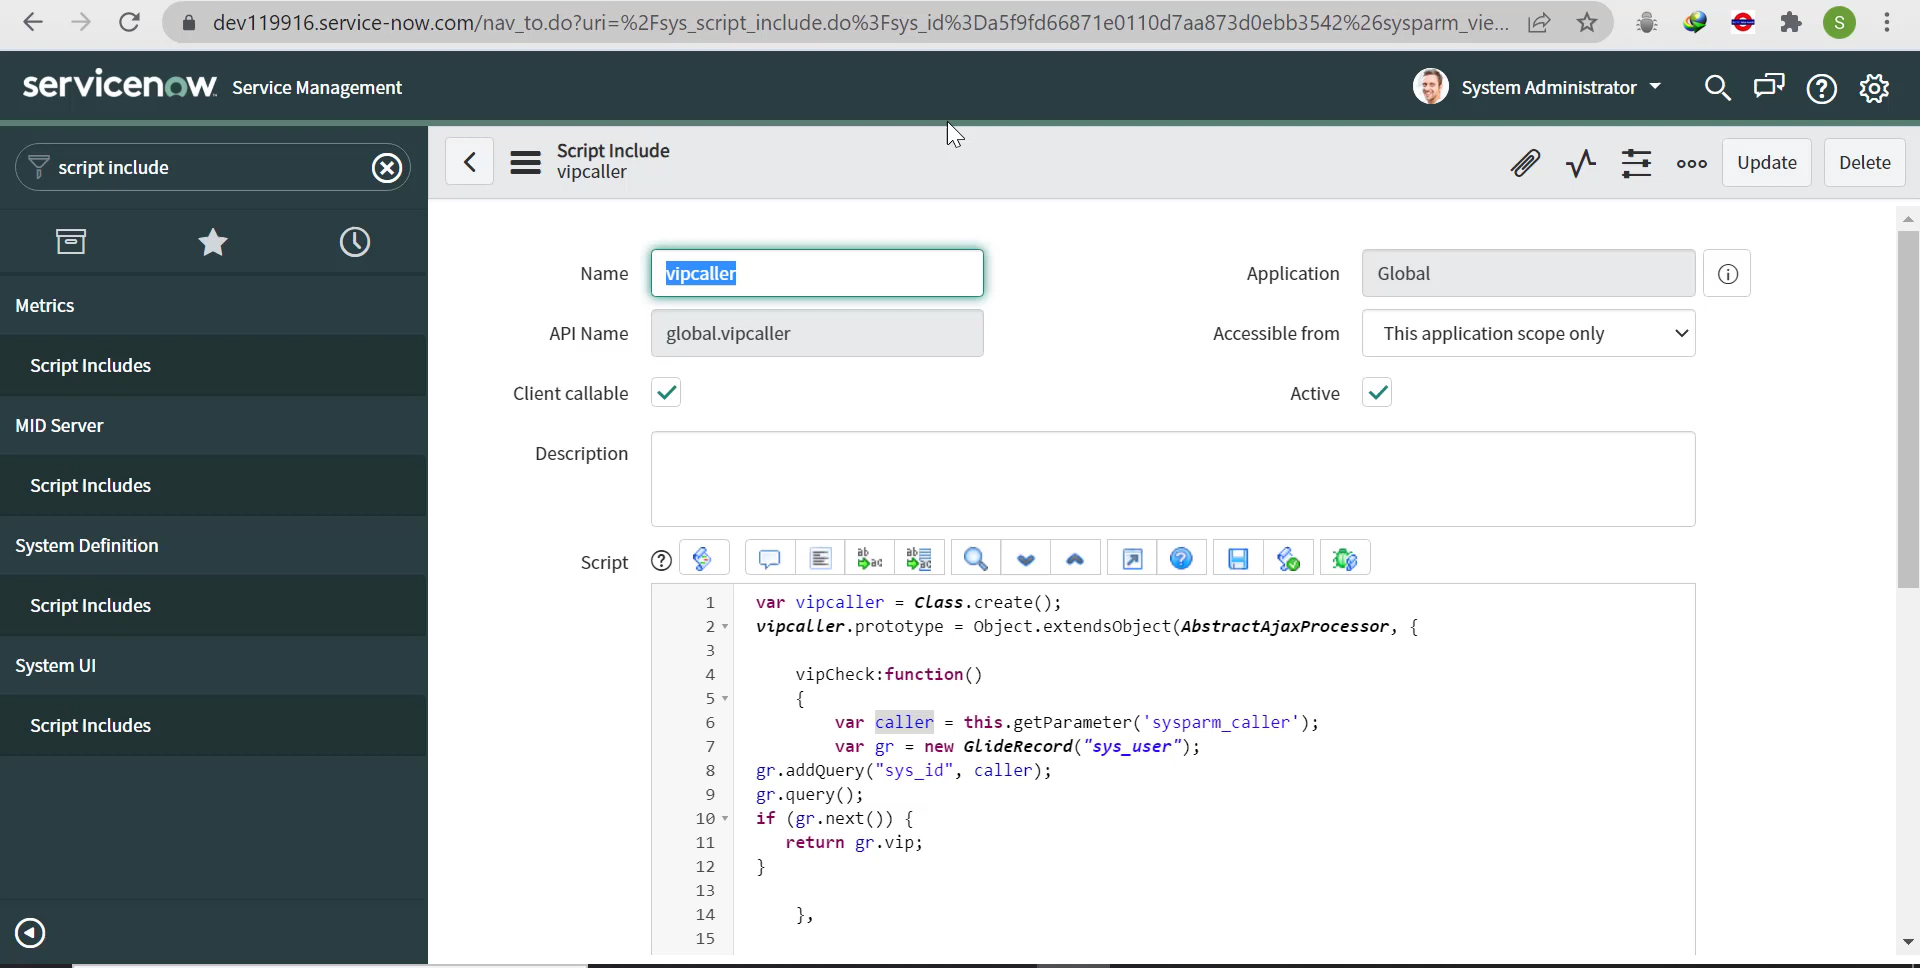 dev119916.service-now.com/nav_to.do?uri=%2Fsys_script_include.do%3Fsys_id%3Da5f9fd66871e0110d7aa873d0ebb3542%26sysparm_vie...
S
servicenow Service Management
System Administrator
script include
Script Include
vipcaller
Update
Delete
Metrics
Script Includes
MID Server
Script Includes
System Definition
Script Includes
System UI
Script Includes
Name
vipcaller
Application
Global
API Name
global.vipcaller
Accessible from
This application scope only
Client callable
Active
Description
Script
1 var vipcaller = Class.create();
2 vipcaller.prototype = Object.extendsObject(AbstractAjaxProcessor, {
3
4 vipCheck:function()
5 {
6 var caller = this.getParameter('sysparm_caller');
7 var gr = new GlideRecord("sys_user");
8 gr.addQuery("sys_id", caller);
9 gr.query();
10 if (gr.next()) {
11 return gr.vip;
12 }
13
14 },
15